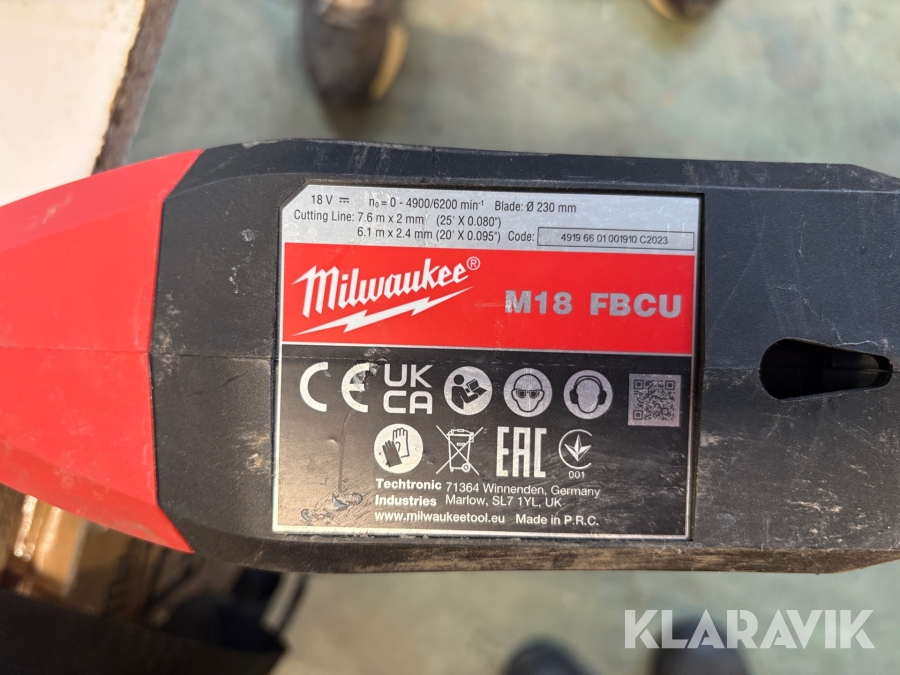 18 V ⎓ n₀ = 0 - 4900/6200 min⁻¹ Blade: Ø 230 mm
Cutting Line: 7.6 m x 2 mm (25' X 0.080")
6.1 m x 2.4 mm (20' X 0.095") Code: 4919 66 01 001910 C2023
Milwaukee®
M18 FBCU
CE UK CA
EAC
001
Techtronic 71364 Winnenden, Germany
Industries Marlow, SL7 1YL, UK
www.milwaukeetool.eu Made in P.R.C.
KLARAVIK